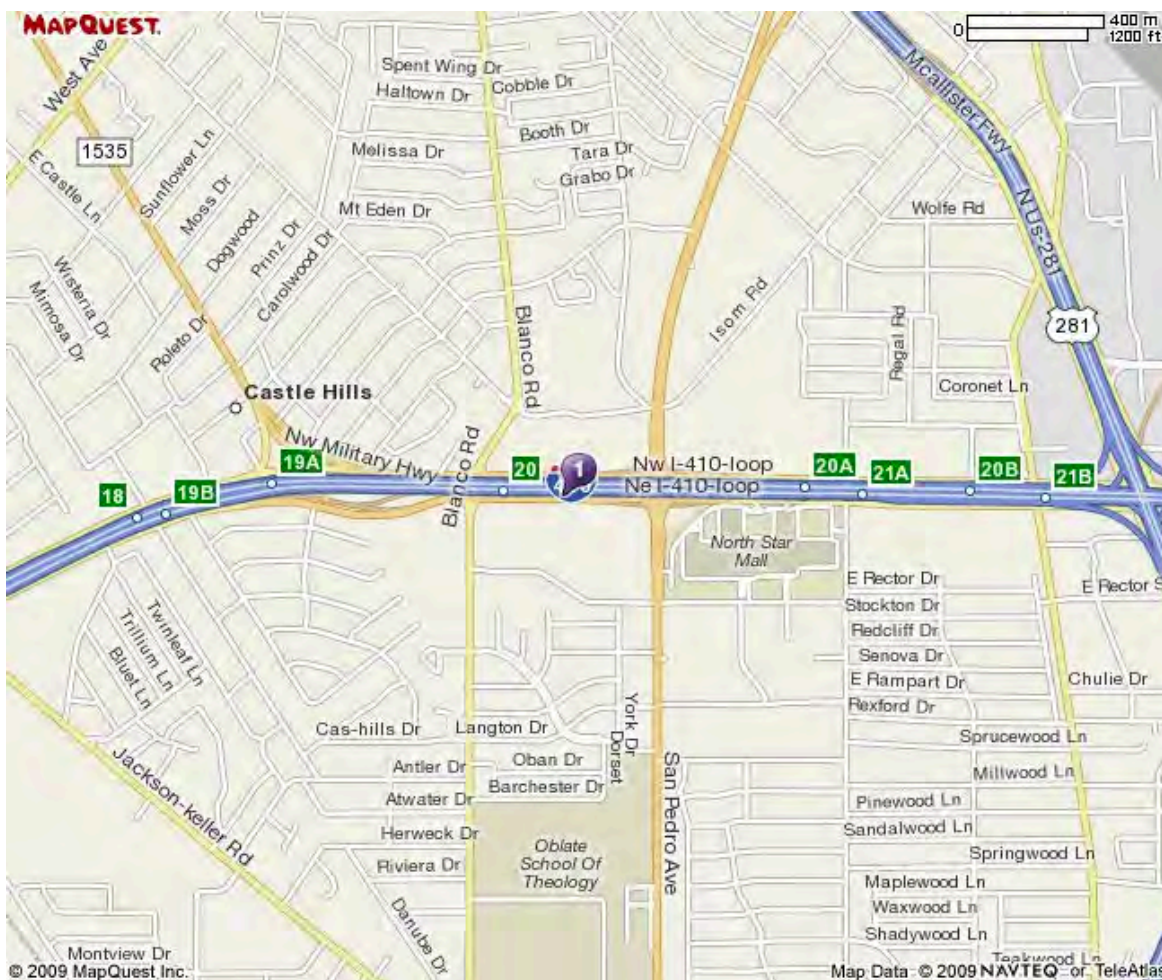 MAPQUEST.
400 m
0
1200 ft
West Ave
1535
E Castle Ln
Sunflower Ln
Moss Dr
Dogwood
Prinz Dr
Carolwood Dr
Wisteria Dr
Mimosa Dr
Roleto Dr
Spent Wing Dr
Cobble Dr
Haltown Dr
Booth Dr
Melissa Dr
Tara Dr
Grabo Dr
Mt Eden Dr
Mcallister Fwy
Wolfe Rd
N Us-281
281
Blanco Rd
Isom Rd
Regal Rd
Coronet Ln
Castle Hills
Nw Military Hwy
Blanco Rd
18
19B
19A
20
1
Nw I-410-loop
Ne I-410-loop
20A
21A
20B
21B
North Star
Mall
E Rector Dr
E Rector S
Stockton Dr
Redcliff Dr
Senova Dr
E Rampart Dr
Chulie Dr
Rexford Dr
Twinleaf Ln
Trillium Ln
Bluet Ln
Cas-hills Dr
Langton Dr
York Dr
Dorset
Sprucewood Ln
Antler Dr
Oban Dr
Millwood Ln
Atwater Dr
Barchester Dr
San Pedro Ave
Pinewood Ln
Jackson-keller Rd
Herweck Dr
Sandalwood Ln
Riviera Dr
Oblate
School Of
Theology
Springwood Ln
Maplewood Ln
Danube Dr
Waxwood Ln
Shadywood Ln
Montview Dr
Teakwood Ln
© 2009 MapQuest Inc.
Map Data © 2009 NAVTEQ or TeleAtlas